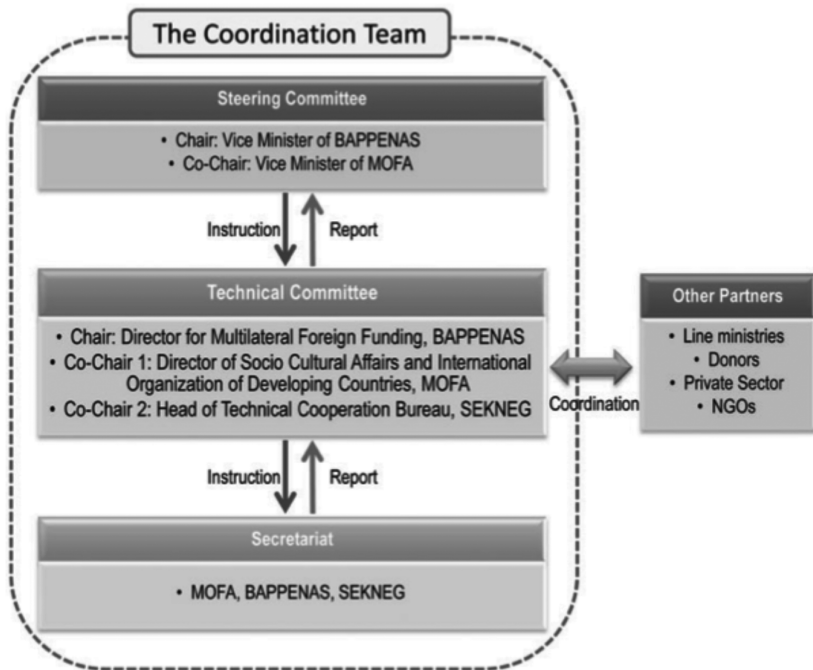 The Coordination Team
Steering Committee
• Chair: Vice Minister of BAPPENAS
• Co-Chair: Vice Minister of MOFA
Instruction
Report
Technical Committee
• Chair: Director for Multilateral Foreign Funding, BAPPENAS
• Co-Chair 1: Director of Socio Cultural Affairs and International
Organization of Developing Countries, MOFA
• Co-Chair 2: Head of Technical Cooperation Bureau, SEKNEG
Coordination
Other Partners
• Line ministries
• Donors
• Private Sector
• NGOs
Instruction
Report
Secretariat
• MOFA, BAPPENAS, SEKNEG